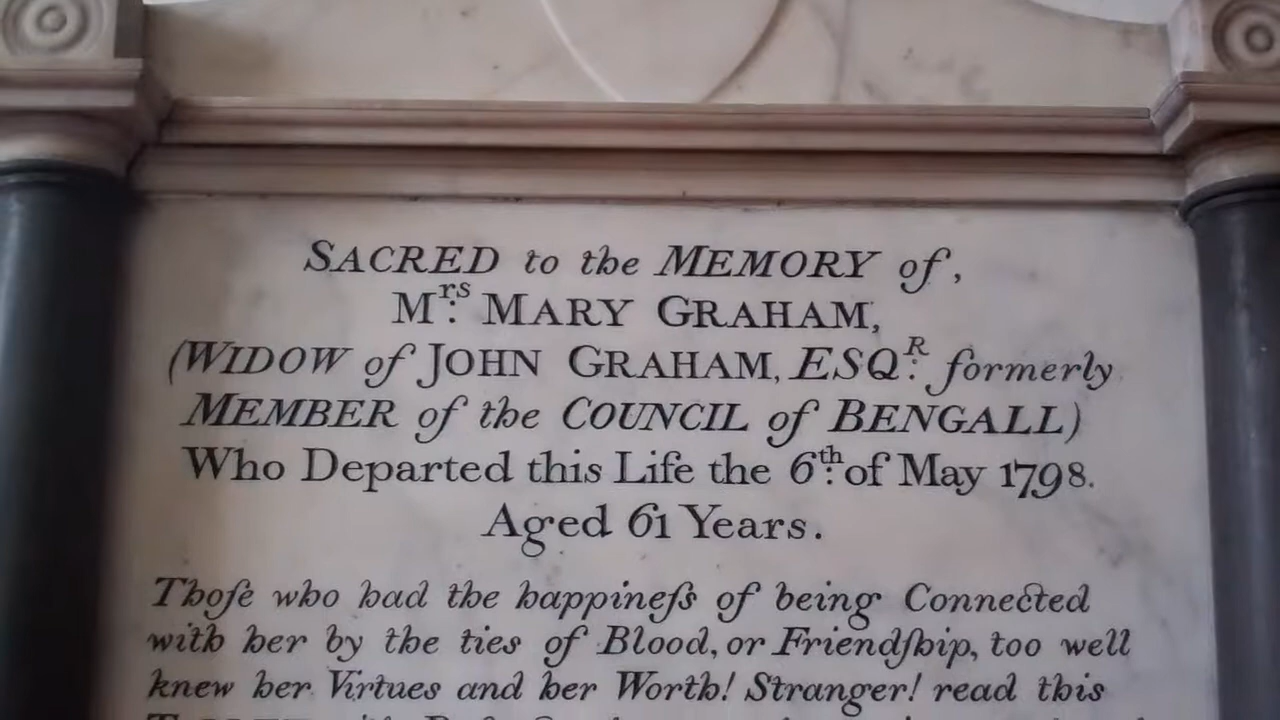 SACRED to the MEMORY of,
Mrs. MARY GRAHAM,
(WIDOW of JOHN GRAHAM, ESQR. formerly
MEMBER of the COUNCIL of BENGALL)
Who Departed this Life the 6th. of May 1798.
Aged 61 Years.
Thoſe who had the happineſs of being Connected
with her by the ties of Blood, or Friendſhip, too well
knew her Virtues and her Worth! Stranger! read this